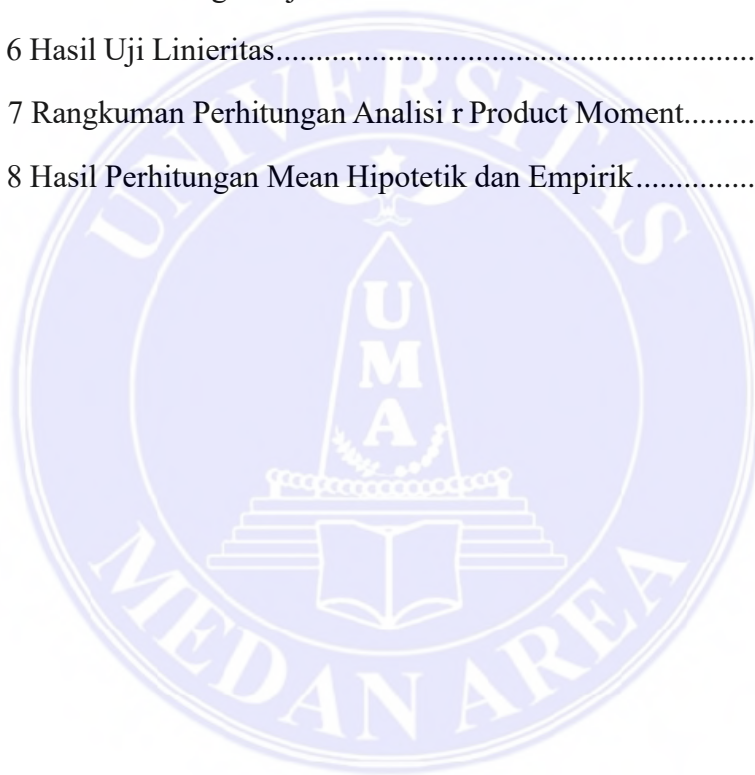 6 Hasil Uji Linieritas............................................................
7 Rangkuman Perhitungan Analisi r Product Moment.........
8 Hasil Perhitungan Mean Hipotetik dan Empirik...............
UNIVERSITAS
U
M
A
MEDAN AREA